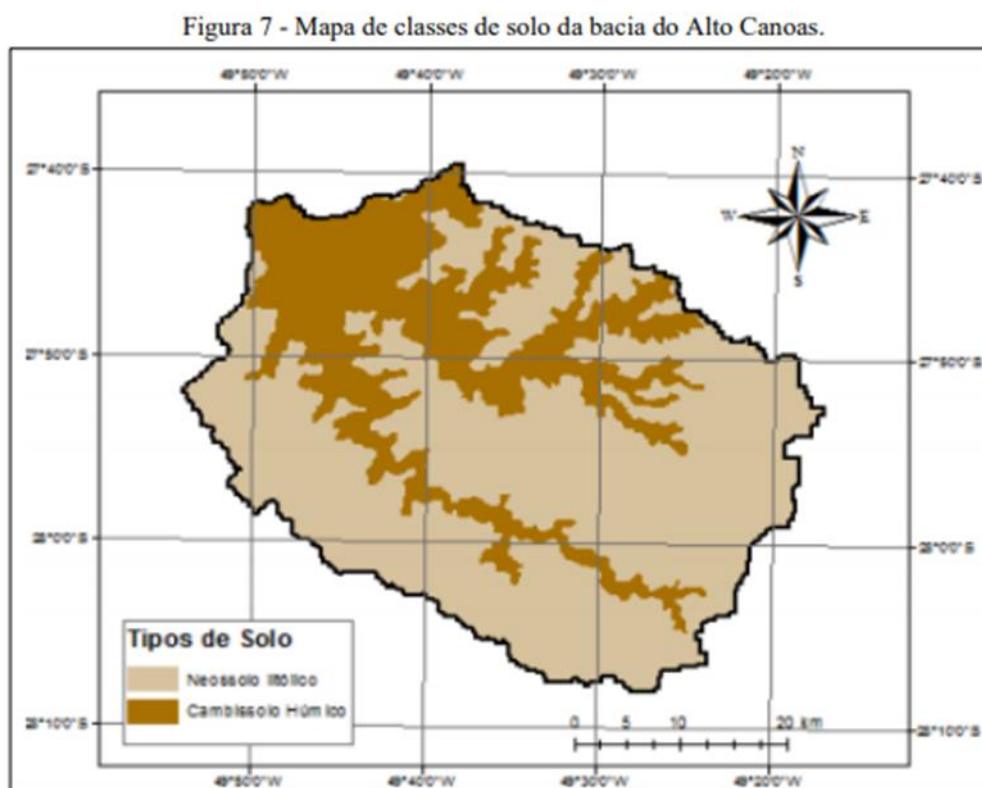 Figura 7 - Mapa de classes de solo da bacia do Alto Canoas.
49°50'0"W 49°40'0"W 49°30'0"W 49°20'0"W
27°40'0"S 27°40'0"S
N
W E
S
27°50'0"S 27°50'0"S
28°00'0"S 28°00'0"S
Tipos de Solo
Neossolo litólico
Cambissolo Húmico
0 5 10 20 km
28°10'0"S 28°10'0"S
49°50'0"W 49°40'0"W 49°30'0"W 49°20'0"W